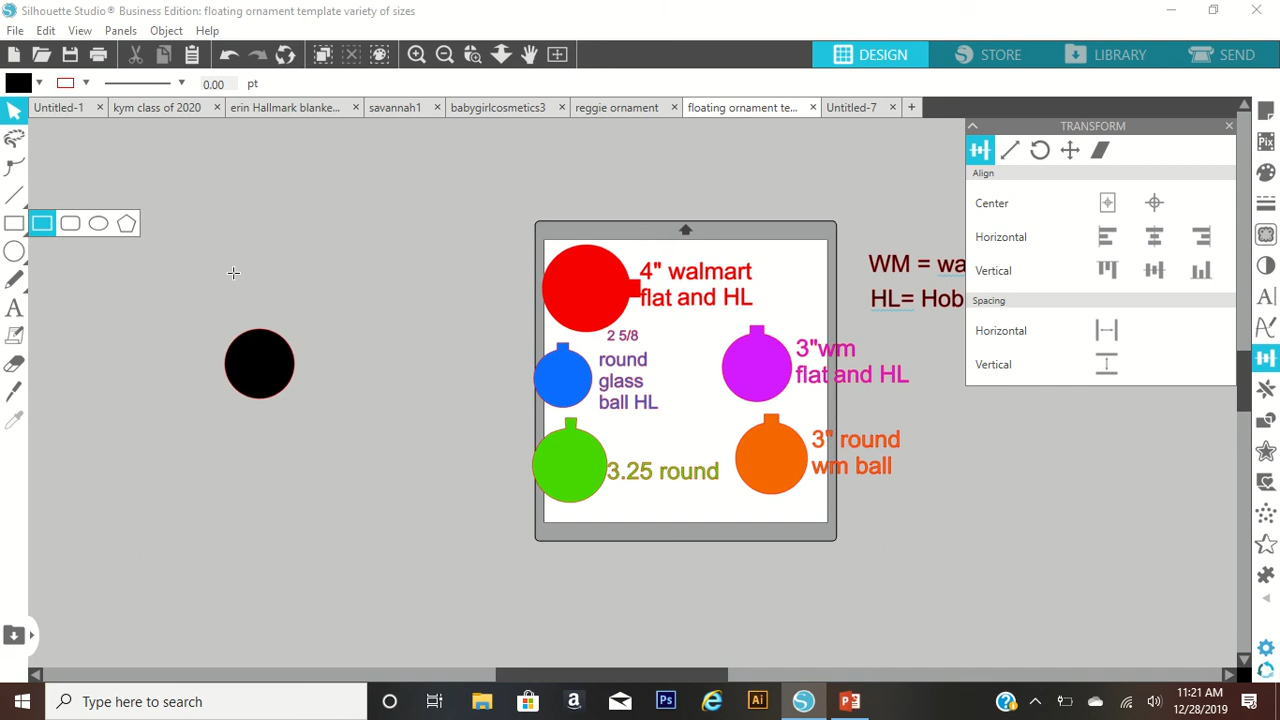 Silhouette Studio® Business Edition: floating ornament template variety of sizes
File Edit View Panels Object Help
DESIGN STORE LIBRARY SEND
0.00 pt
Untitled-1 kym class of 2020 erin Hallmark blanke... savannah1 babygirlcosmetics3 reggie ornament floating ornament te... Untitled-7
TRANSFORM
Align
Center
Horizontal
Vertical
Spacing
Horizontal
Vertical
WM = wa
HL= Hob
4" walmart
flat and HL
2 5/8
round
glass
ball HL
3"wm
flat and HL
3.25 round
3" round
wm ball
Type here to search
11:21 AM
12/28/2019